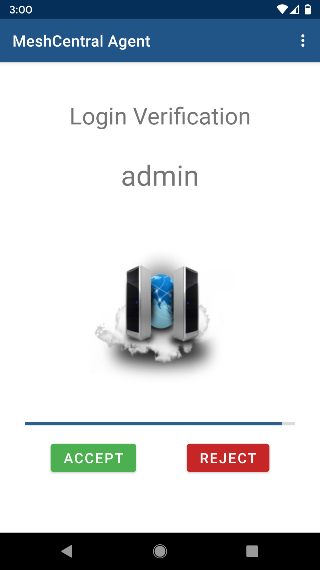 3:00
MeshCentral Agent
Login Verification
admin
ACCEPT
REJECT